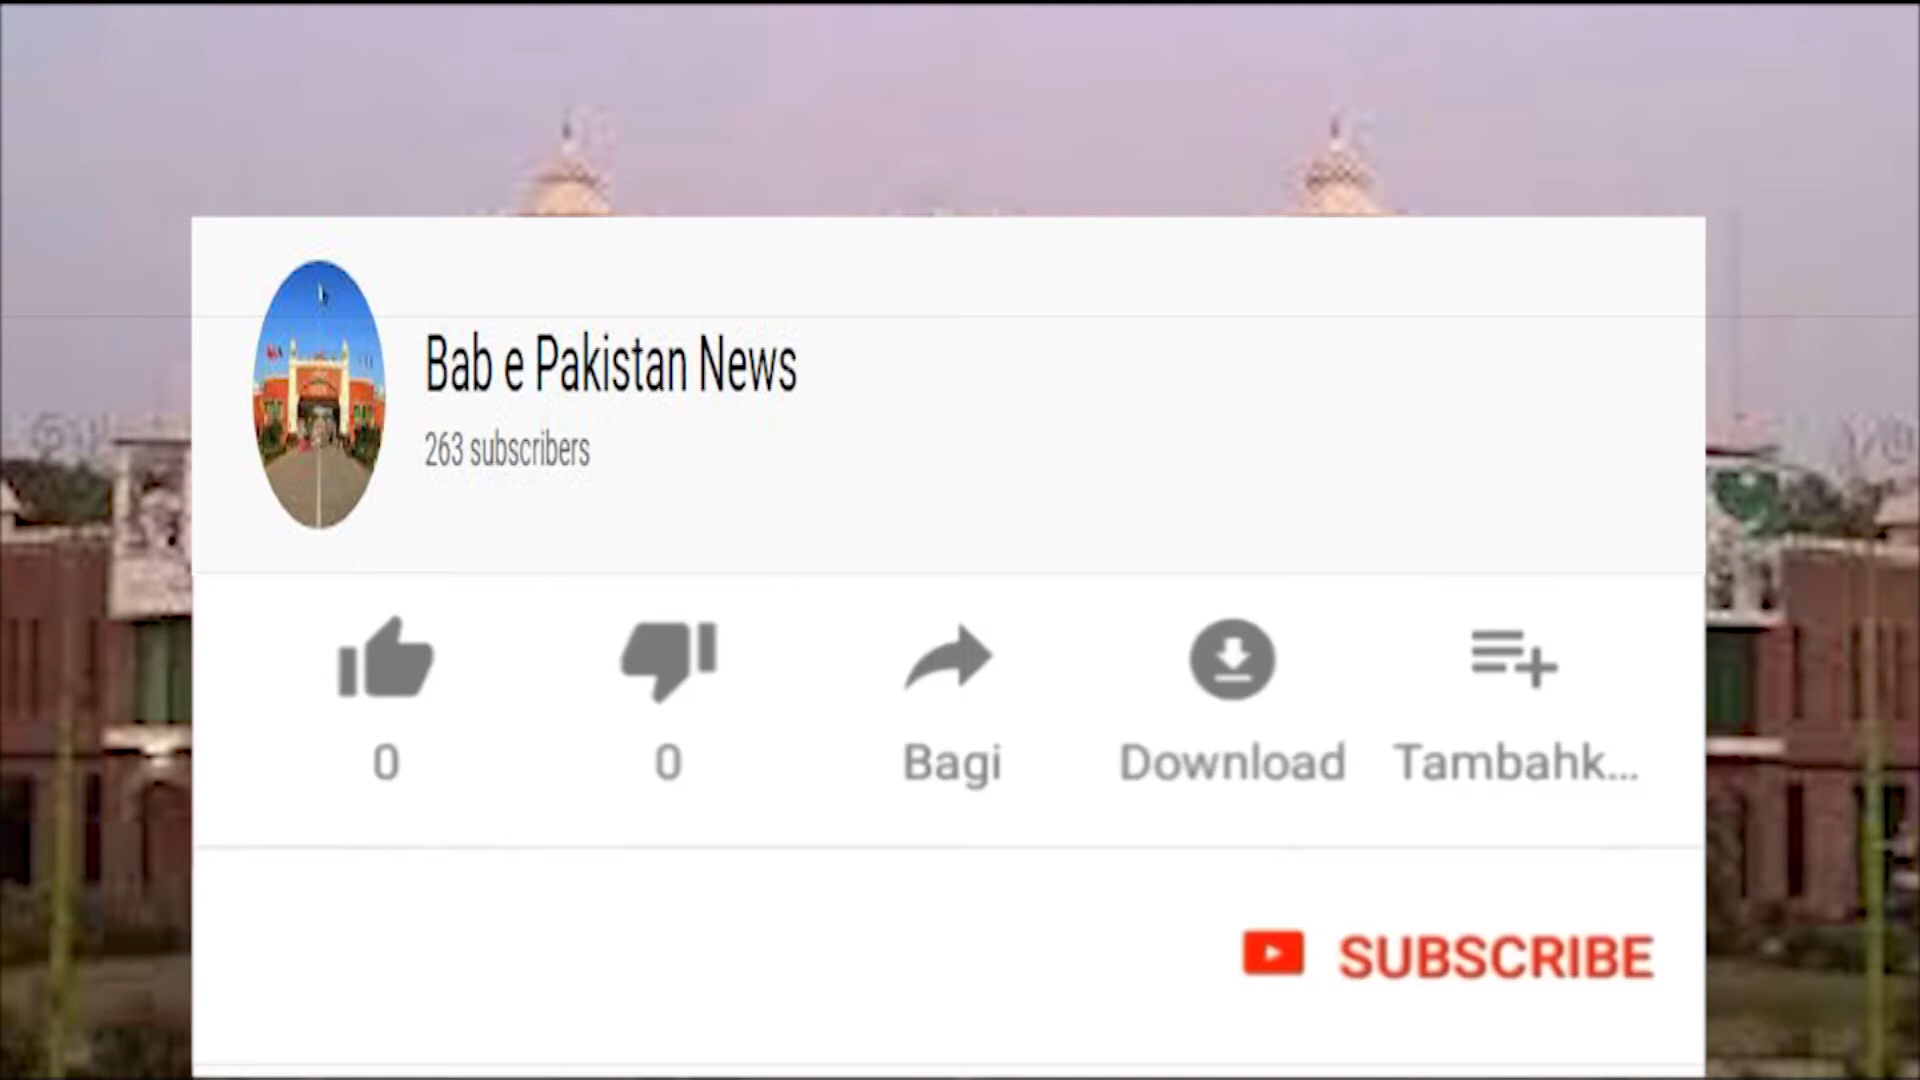 Bab e Pakistan News
263 subscribers
0
0
Bagi
Download
Tambahk...
SUBSCRIBE